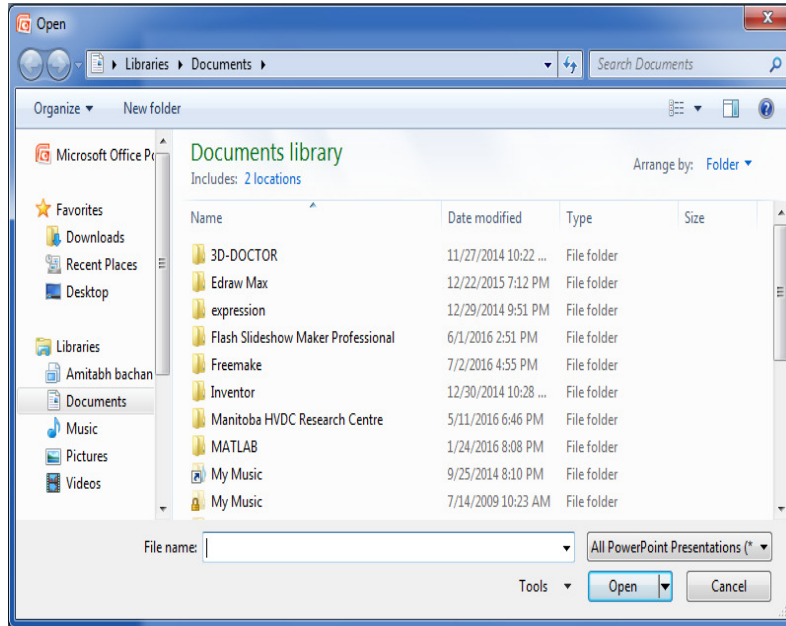 Open
Libraries Documents
Search Documents
Organize New folder
Microsoft Office Po
Favorites
Downloads
Recent Places
Desktop
Libraries
Amitabh bachan
Documents
Music
Pictures
Videos
Documents library
Includes: 2 locations
Arrange by: Folder
Name Date modified Type Size
3D-DOCTOR 11/27/2014 10:22 ... File folder
Edraw Max 12/22/2015 7:12 PM File folder
expression 12/29/2014 9:51 PM File folder
Flash Slideshow Maker Professional 6/1/2016 2:51 PM File folder
Freemake 7/2/2016 4:55 PM File folder
Inventor 12/30/2014 10:28 ... File folder
Manitoba HVDC Research Centre 5/11/2016 6:46 PM File folder
MATLAB 1/24/2016 8:08 PM File folder
My Music 9/25/2014 8:10 PM File folder
My Music 7/14/2009 10:23 AM File folder
File name: All PowerPoint Presentations (*
Tools Open Cancel